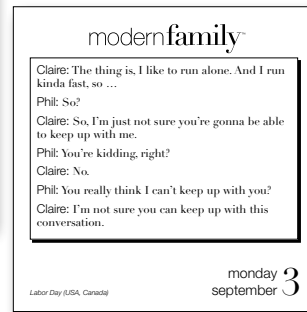 modern family™
Claire: The thing is, I like to run alone. And I run
kinda fast, so …
Phil: So?
Claire: So, I'm just not sure you're gonna be able
to keep up with me.
Phil: You're kidding, right?
Claire: No.
Phil: You really think I can't keep up with you?
Claire: I'm not sure you can keep up with this
conversation.
monday
september 3
Labor Day (USA, Canada)